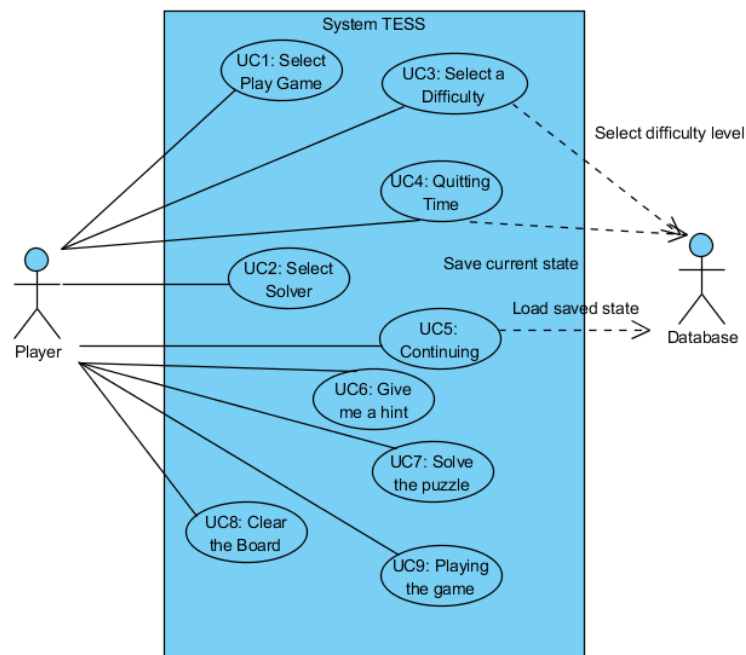 System TESS
UC1: Select
Play Game
UC3: Select a
Difficulty
Select difficulty level
UC4: Quitting
Time
Save current state
UC2: Select
Solver
Load saved state
UC5:
Continuing
Player
Database
UC6: Give
me a hint
UC7: Solve
the puzzle
UC8: Clear
the Board
UC9: Playing
the game